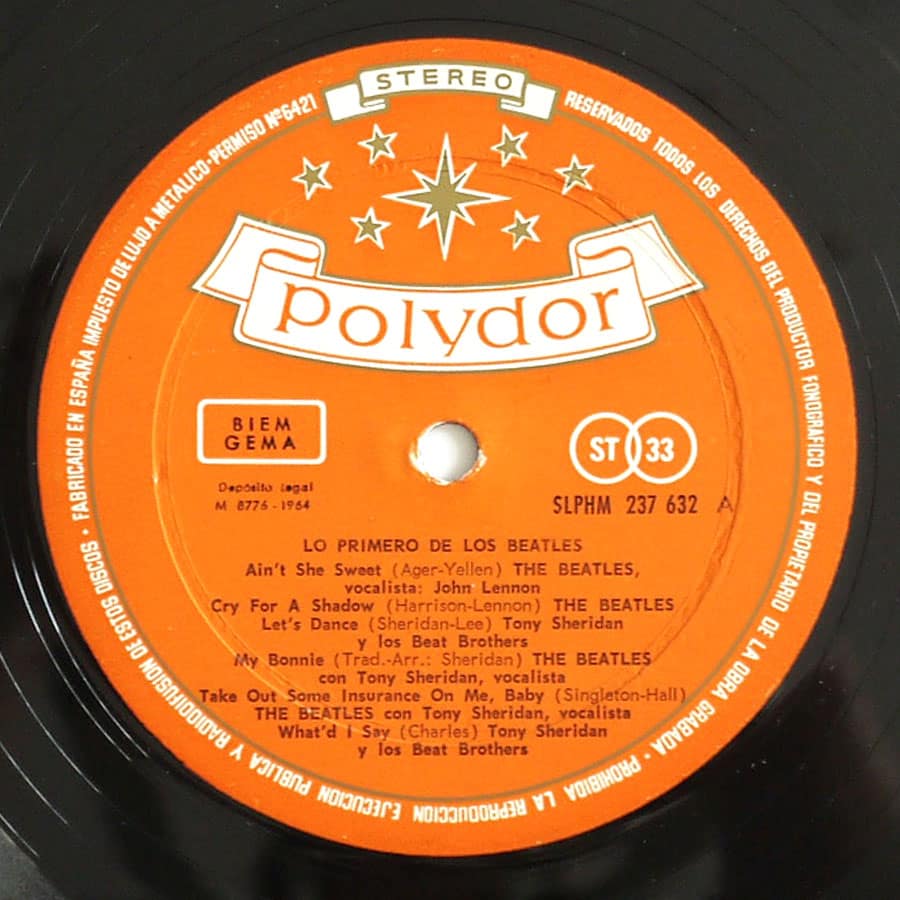 STEREO
polydor
BIEM
GEMA
ST 33
Depósito Legal
M 8776 - 1964
SLPHM 237 632 A
LO PRIMERO DE LOS BEATLES
Ain't She Sweet (Ager-Yellen) THE BEATLES,
vocalista: John Lennon
Cry For A Shadow (Harrison-Lennon) THE BEATLES
Let's Dance (Sheridan-Lee) Tony Sheridan
y los Beat Brothers
My Bonnie (Trad.-Arr.: Sheridan) THE BEATLES
con Tony Sheridan, vocalista
Take Out Some Insurance On Me, Baby (Singleton-Hall)
THE BEATLES con Tony Sheridan, vocalista
What'd I Say (Charles) Tony Sheridan
y los Beat Brothers
RESERVADOS TODOS LOS DERECHOS DEL PRODUCTOR FONOGRAFICO Y DEL PROPIETARIO DE LA OBRA GRABADA • PROHIBIDA LA REPRODUCCION EJECUCION PUBLICA Y RADIODIFUSION DE ESTOS DISCOS • FABRICADO EN ESPAÑA IMPUESTO DE LUJO A METALICO-PERMISO Nº 6421